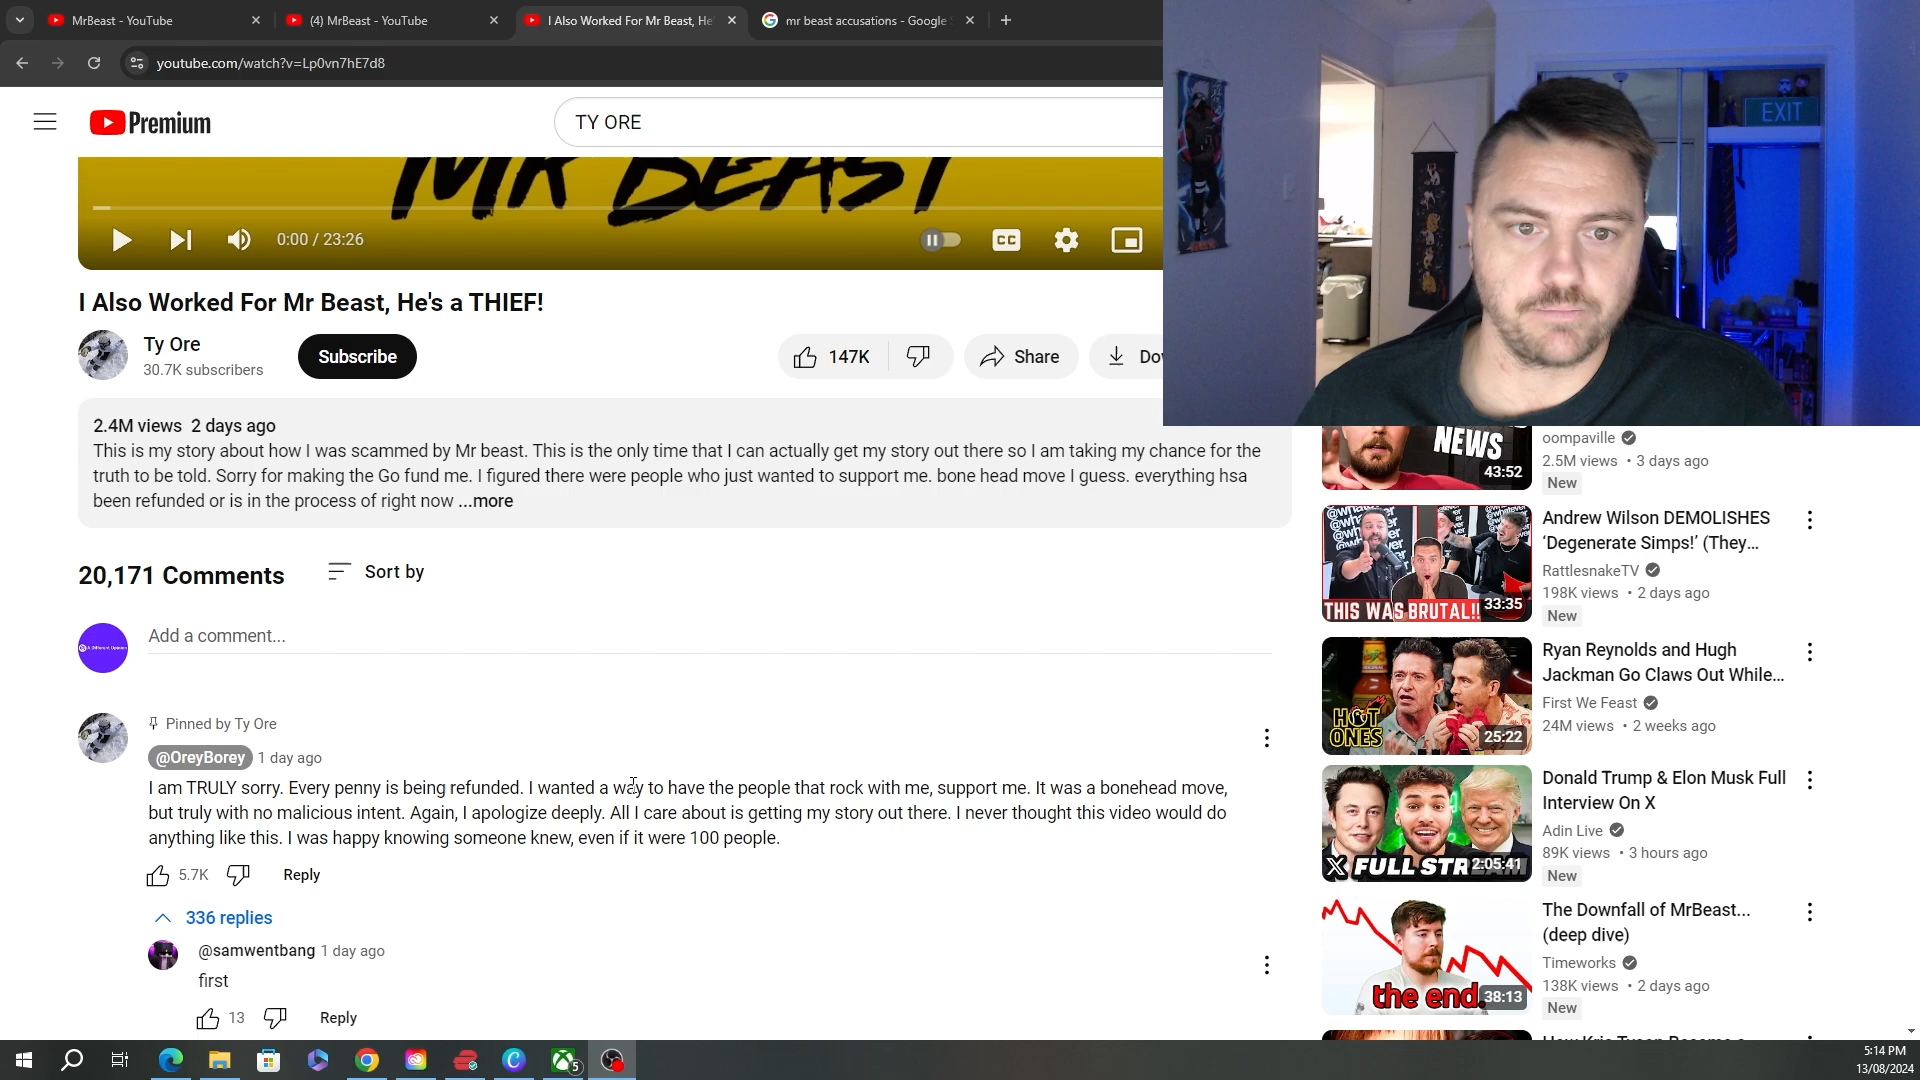 MrBeast - YouTube
(4) MrBeast - YouTube
I Also Worked For Mr Beast, He'
mr beast accusations - Google
youtube.com/watch?v=Lp0vn7hE7d8
Premium
TY ORE
EXIT
MR BEAST
0:00 / 23:26
CC
I Also Worked For Mr Beast, He's a THIEF!
Ty Ore
30.7K subscribers
Subscribe
147K
Share
2.4M views 2 days ago
This is my story about how I was scammed by Mr beast. This is the only time that I can actually get my story out there so I am taking my chance for the
truth to be told. Sorry for making the Go fund me. I figured there were people who just wanted to support me. bone head move I guess. everything hsa
been refunded or is in the process of right now ...more
20,171 Comments
Sort by
Add a comment...
Pinned by Ty Ore
@OreyBorey 1 day ago
I am TRULY sorry. Every penny is being refunded. I wanted a way to have the people that rock with me, support me. It was a bonehead move,
but truly with no malicious intent. Again, I apologize deeply. All I care about is getting my story out there. I never thought this video would do
anything like this. I was happy knowing someone knew, even if it were 100 people.
5.7K
Reply
336 replies
@samwentbang 1 day ago
first
13
Reply
NEWS
43:52
oompaville
2.5M views • 3 days ago
New
@whatever
THIS WAS BRUTAL!!
33:35
Andrew Wilson DEMOLISHES
‘Degenerate Simps!’ (They...
RattlesnakeTV
198K views • 2 days ago
New
HOT
ONES
25:22
Ryan Reynolds and Hugh
Jackman Go Claws Out While...
First We Feast
24M views • 2 weeks ago
X FULL STREAM
2:05:41
Donald Trump & Elon Musk Full
Interview On X
Adin Live
89K views • 3 hours ago
New
the end.
38:13
The Downfall of MrBeast...
(deep dive)
Timeworks
138K views • 2 days ago
New
5
5:14 PM
13/08/2024